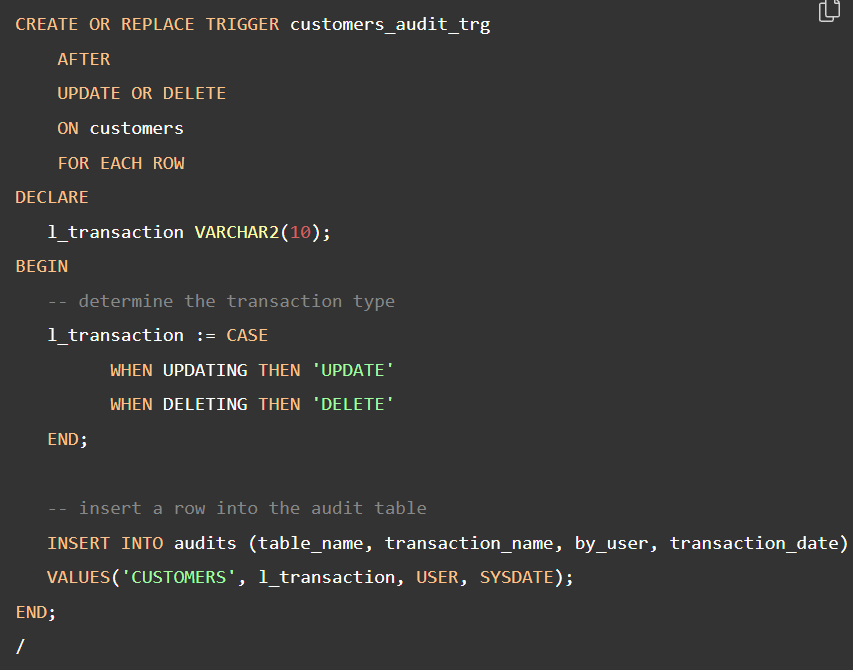 CREATE OR REPLACE TRIGGER customers_audit_trg
    AFTER
    UPDATE OR DELETE
    ON customers
    FOR EACH ROW
DECLARE
   l_transaction VARCHAR2(10);
BEGIN
   -- determine the transaction type
   l_transaction := CASE
         WHEN UPDATING THEN 'UPDATE'
         WHEN DELETING THEN 'DELETE'
   END;

   -- insert a row into the audit table
   INSERT INTO audits (table_name, transaction_name, by_user, transaction_date)
   VALUES('CUSTOMERS', l_transaction, USER, SYSDATE);
END;
/